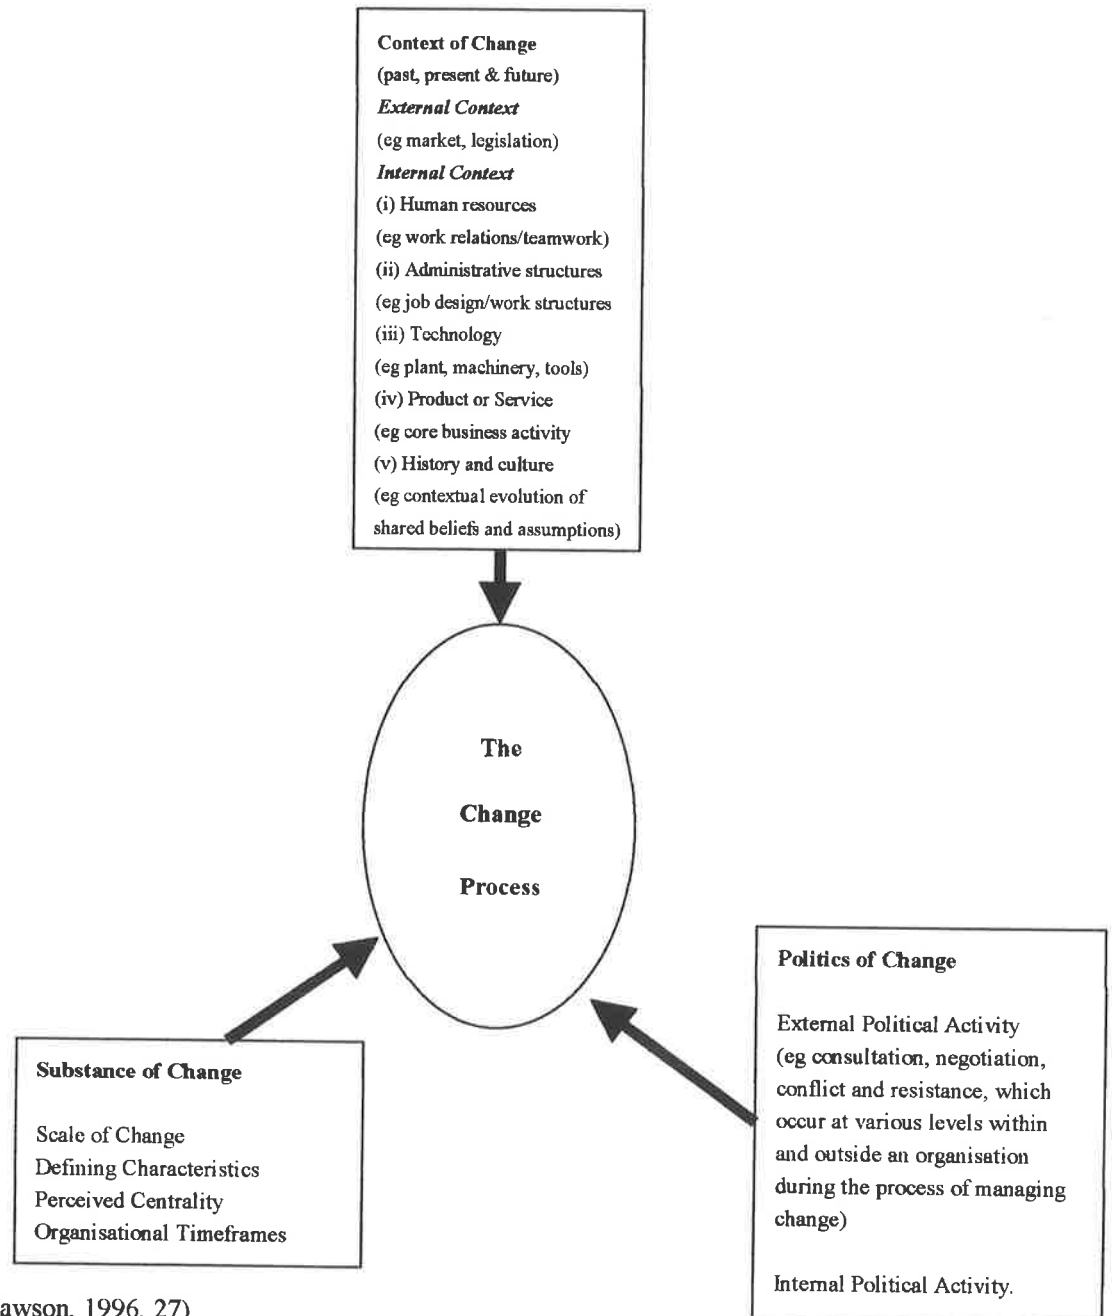 Context of Change
(past, present & future)
External Context
(eg market, legislation)
Internal Context
(i) Human resources
(eg work relations/teamwork)
(ii) Administrative structures
(eg job design/work structures
(iii) Technology
(eg plant, machinery, tools)
(iv) Product or Service
(eg core business activity
(v) History and culture
(eg contextual evolution of
shared beliefs and assumptions)
The
Change
Process
Substance of Change
Scale of Change
Defining Characteristics
Perceived Centrality
Organisational Timeframes
Politics of Change
External Political Activity
(eg consultation, negotiation,
conflict and resistance, which
occur at various levels within
and outside an organisation
during the process of managing
change)
Internal Political Activity.
awson, 1996, 27)